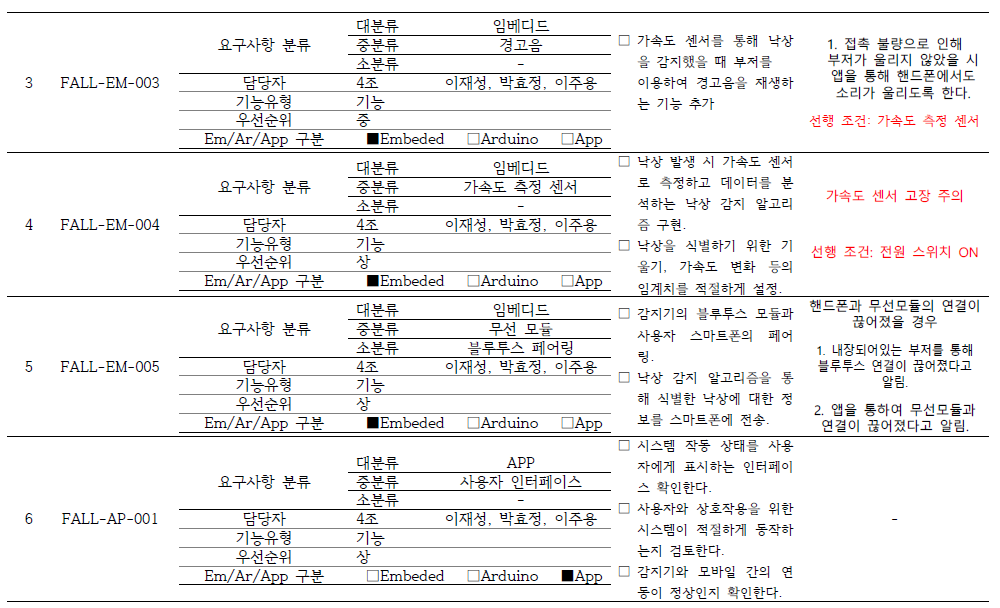 3
FALL-EM-003
요구사항 분류
대분류 임베디드
중분류 경고음
소분류 -
담당자 4조 이재성, 박효정, 이주용
기능유형 기능
우선순위 중
Em/Ar/App 구분 ■Embeded □Arduino □App
□ 가속도 센서를 통해 낙상
을 감지했을 때 부저를
이용하여 경고음을 재생하
는 기능 추가
1. 접촉 불량으로 인해
부저가 울리지 않았을 시
앱을 통해 핸드폰에서도
소리가 울리도록 한다.
선행 조건: 가속도 측정 센서
4
FALL-EM-004
요구사항 분류
대분류 임베디드
중분류 가속도 측정 센서
소분류 -
담당자 4조 이재성, 박효정, 이주용
기능유형 기능
우선순위 상
Em/Ar/App 구분 ■Embeded □Arduino □App
□ 낙상 발생 시 가속도 센서
로 측정하고 데이터를 분
석하는 낙상 감지 알고리
즘 구현.
□ 낙상을 식별하기 위한 기
울기, 가속도 변화 등의
임계치를 적절하게 설정.
가속도 센서 고장 주의
선행 조건: 전원 스위치 ON
5
FALL-EM-005
요구사항 분류
대분류 임베디드
중분류 무선 모듈
소분류 블루투스 페어링
담당자 4조 이재성, 박효정, 이주용
기능유형 기능
우선순위 상
Em/Ar/App 구분 ■Embeded □Arduino □App
□ 감지기의 블루투스 모듈과
사용자 스마트폰의 페어
링.
□ 낙상 감지 알고리즘을 통
해 식별한 낙상에 대한 정
보를 스마트폰에 전송.
핸드폰과 무선모듈의 연결이
끊어졌을 경우
1. 내장되어있는 부저를 통해
블루투스 연결이 끊어졌다고
알림.
2. 앱을 통하여 무선모듈과
연결이 끊어졌다고 알림.
6
FALL-AP-001
요구사항 분류
대분류 APP
중분류 사용자 인터페이스
소분류 -
담당자 4조 이재성, 박효정, 이주용
기능유형 기능
우선순위 상
Em/Ar/App 구분 □Embeded □Arduino ■App
□ 시스템 작동 상태를 사용
자에게 표시하는 인터페이
스 확인한다.
□ 사용자와 상호작용을 위한
시스템이 적절하게 동작하
는지 검토한다.
□ 감지기와 모바일 간의 연
동이 정상인지 확인한다.
-